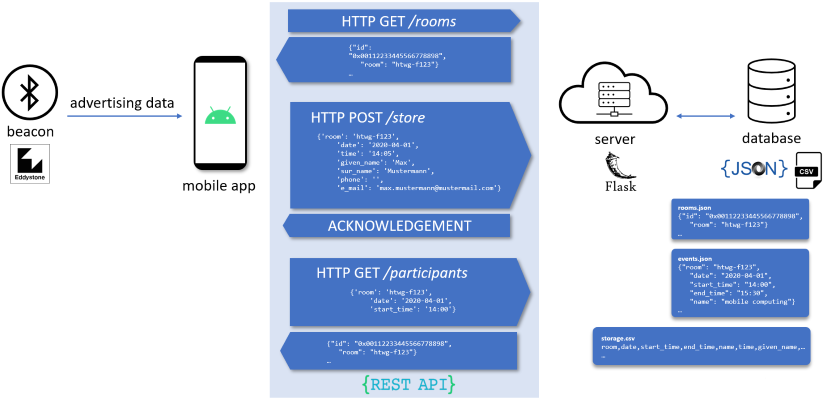 beacon
Eddystone
advertising data
mobile app
HTTP GET /rooms
{"id":
"0x00112233445566778898",
"room": "htwg-f123"}
…
HTTP POST /store
{'room': 'htwg-f123',
'date': '2020-04-01',
'time': '14:05',
'given_name': 'Max',
'sur_name': 'Mustermann',
'phone': '',
'e_mail': 'max.mustermann@mustermail.com'}
ACKNOWLEDGEMENT
HTTP GET /participants
{'room': 'htwg-f123',
'date': '2020-04-01',
'start_time': '14:00'}
{"id": "0x00112233445566778898",
"room": "htwg-f123"}
…
{REST API}
server
Flask
database
{JSON}
CSV
rooms.json
{"id": "0x00112233445566778898",
"room": "htwg-f123"}
…
events.json
{"room": "htwg-f123",
"date": "2020-04-01",
"start_time": "14:00",
"end_time": "15:30",
"name": "mobile computing"}
…
storage.csv
room,date,start_time,end_time,name,time,given_name,…
…